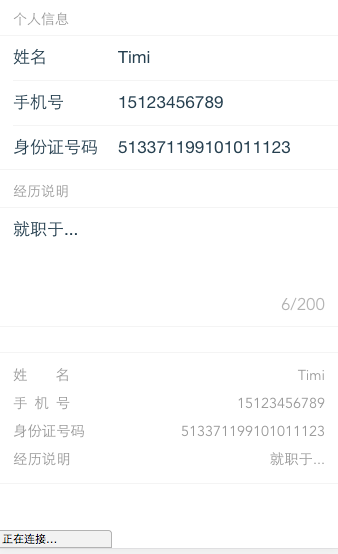 个人信息
姓名 Timi
手机号 15123456789
身份证号码 513371199101011123
经历说明
就职于...
6/200
姓 名 Timi
手 机 号 15123456789
身份证号码 513371199101011123
经历说明 就职于...
正在连接...